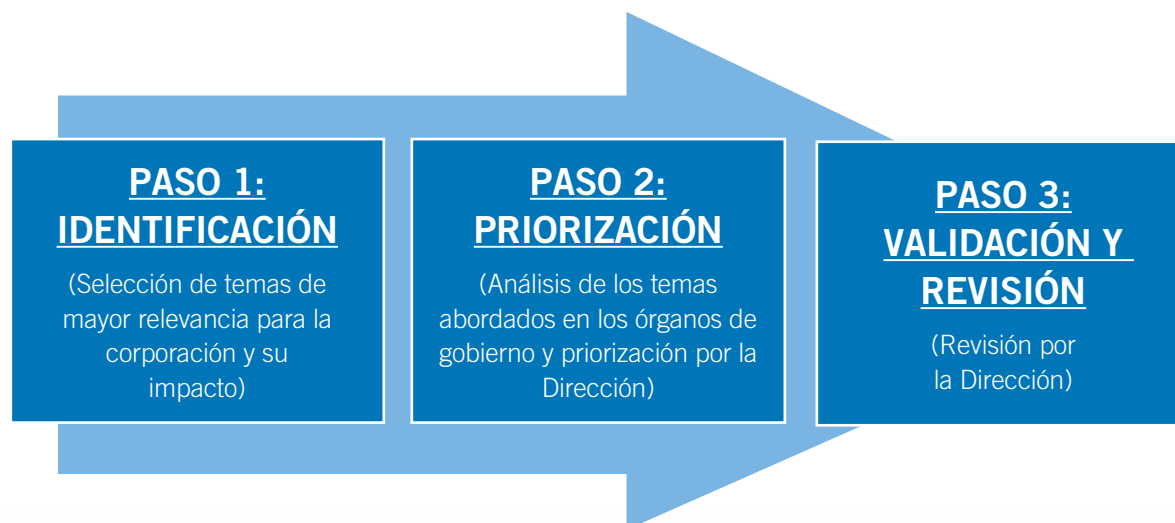 PASO 1:
IDENTIFICACIÓN
(Selección de temas de
mayor relevancia para la
corporación y su
impacto)
PASO 2:
PRIORIZACIÓN
(Análisis de los temas
abordados en los órganos de
gobierno y priorización por la
Dirección)
PASO 3:
VALIDACIÓN Y
REVISIÓN
(Revisión por
la Dirección)